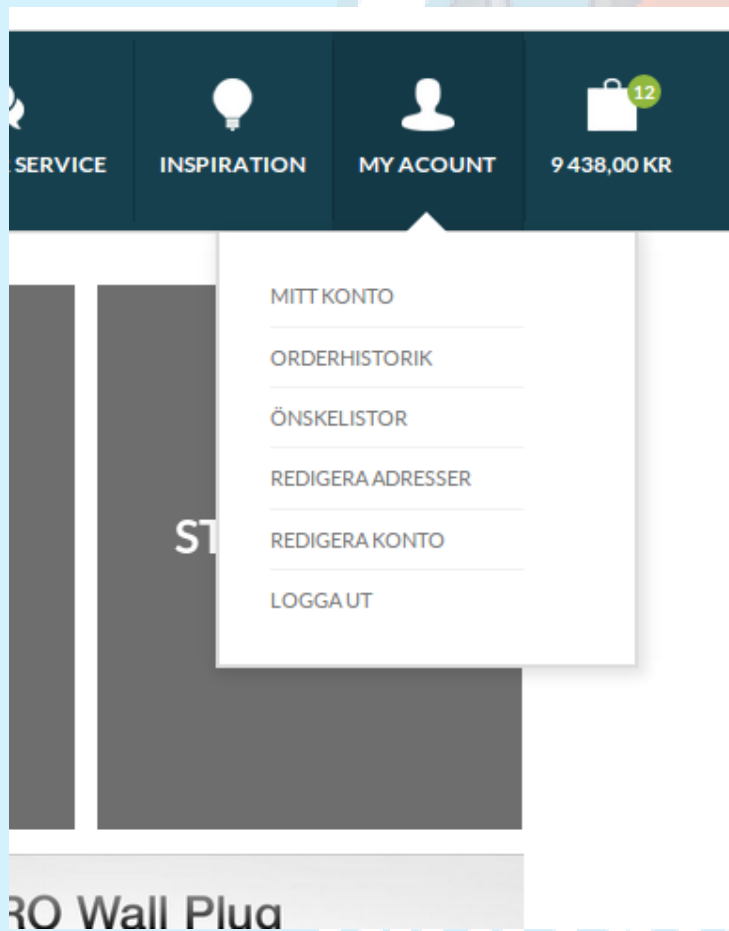 SERVICE
INSPIRATION
MY ACOUNT
12
9 438,00 KR
MITT KONTO
ORDERHISTORIK
ÖNSKELISTOR
REDIGERA ADRESSER
REDIGERA KONTO
LOGGA UT
ST
RO Wall Plug